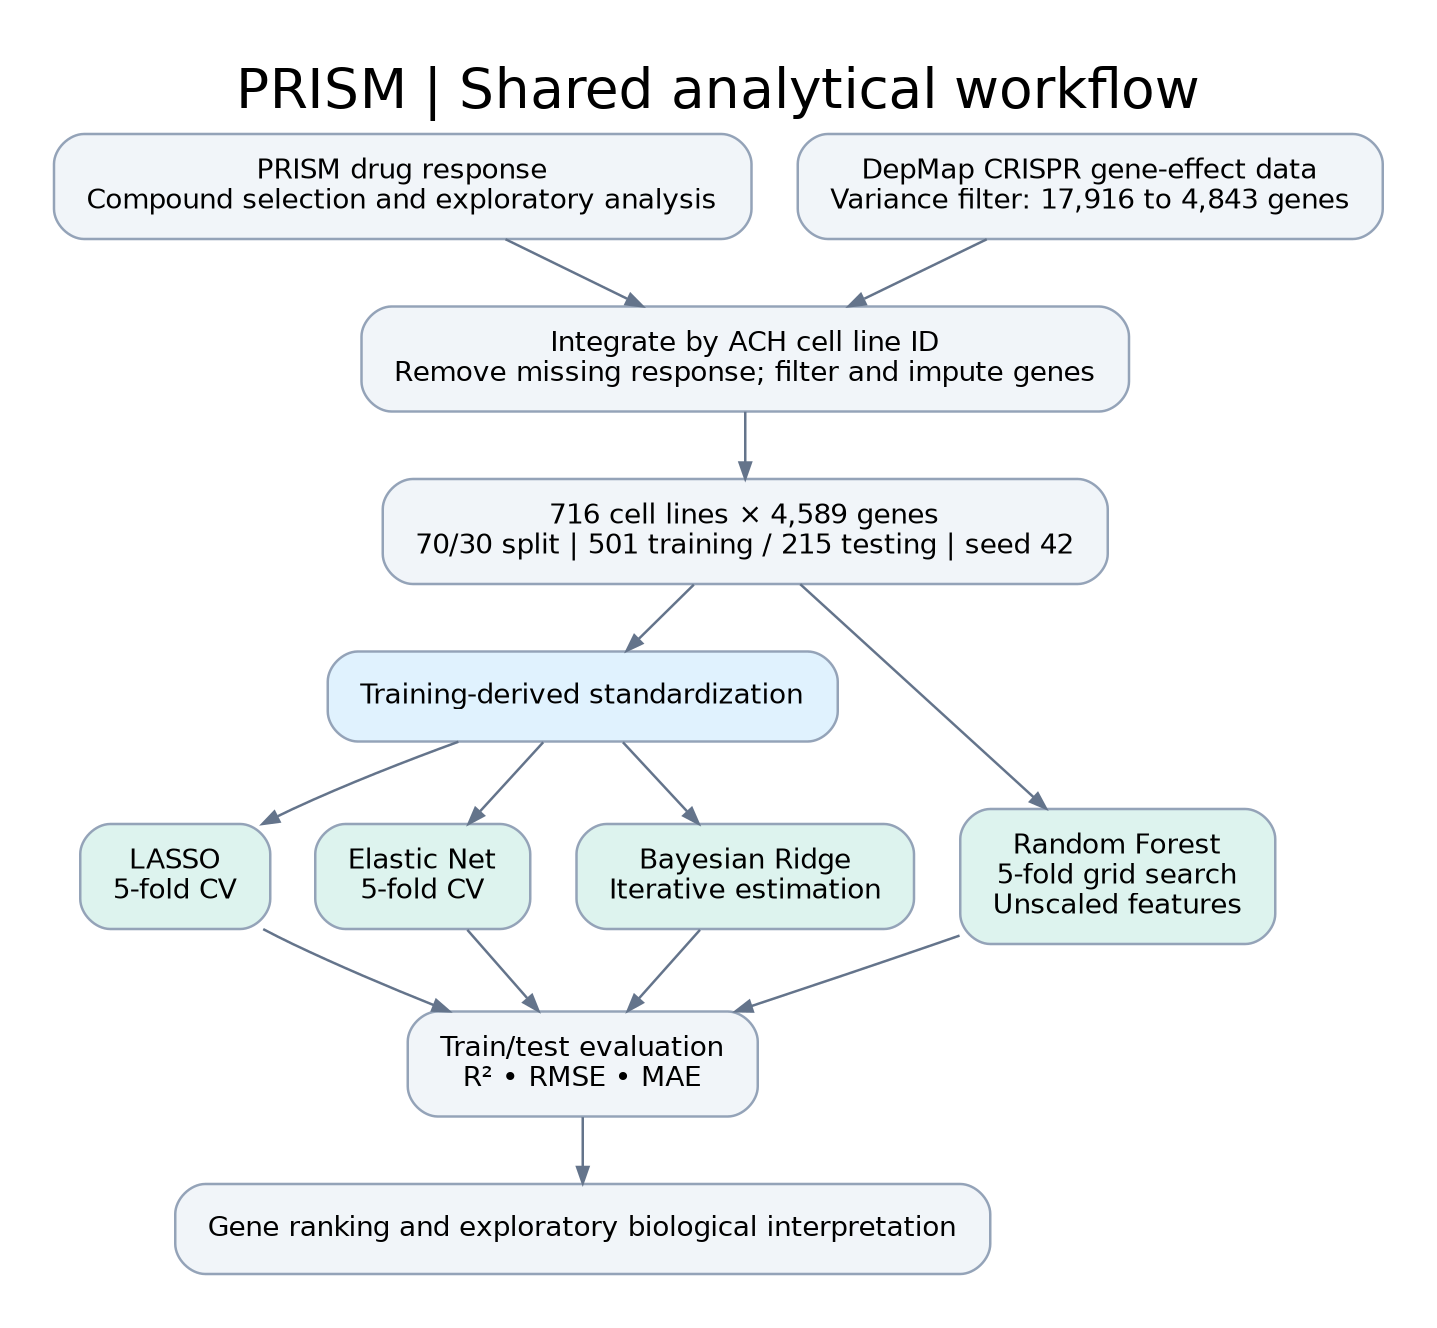 PRISM | Shared analytical workflow
PRISM drug response
Compound selection and exploratory analysis
DepMap CRISPR gene-effect data
Variance filter: 17,916 to 4,843 genes
Integrate by ACH cell line ID
Remove missing response; filter and impute genes
716 cell lines × 4,589 genes
70/30 split | 501 training / 215 testing | seed 42
Training-derived standardization
LASSO
5-fold CV
Elastic Net
5-fold CV
Bayesian Ridge
Iterative estimation
Random Forest
5-fold grid search
Unscaled features
Train/test evaluation
R² • RMSE • MAE
Gene ranking and exploratory biological interpretation